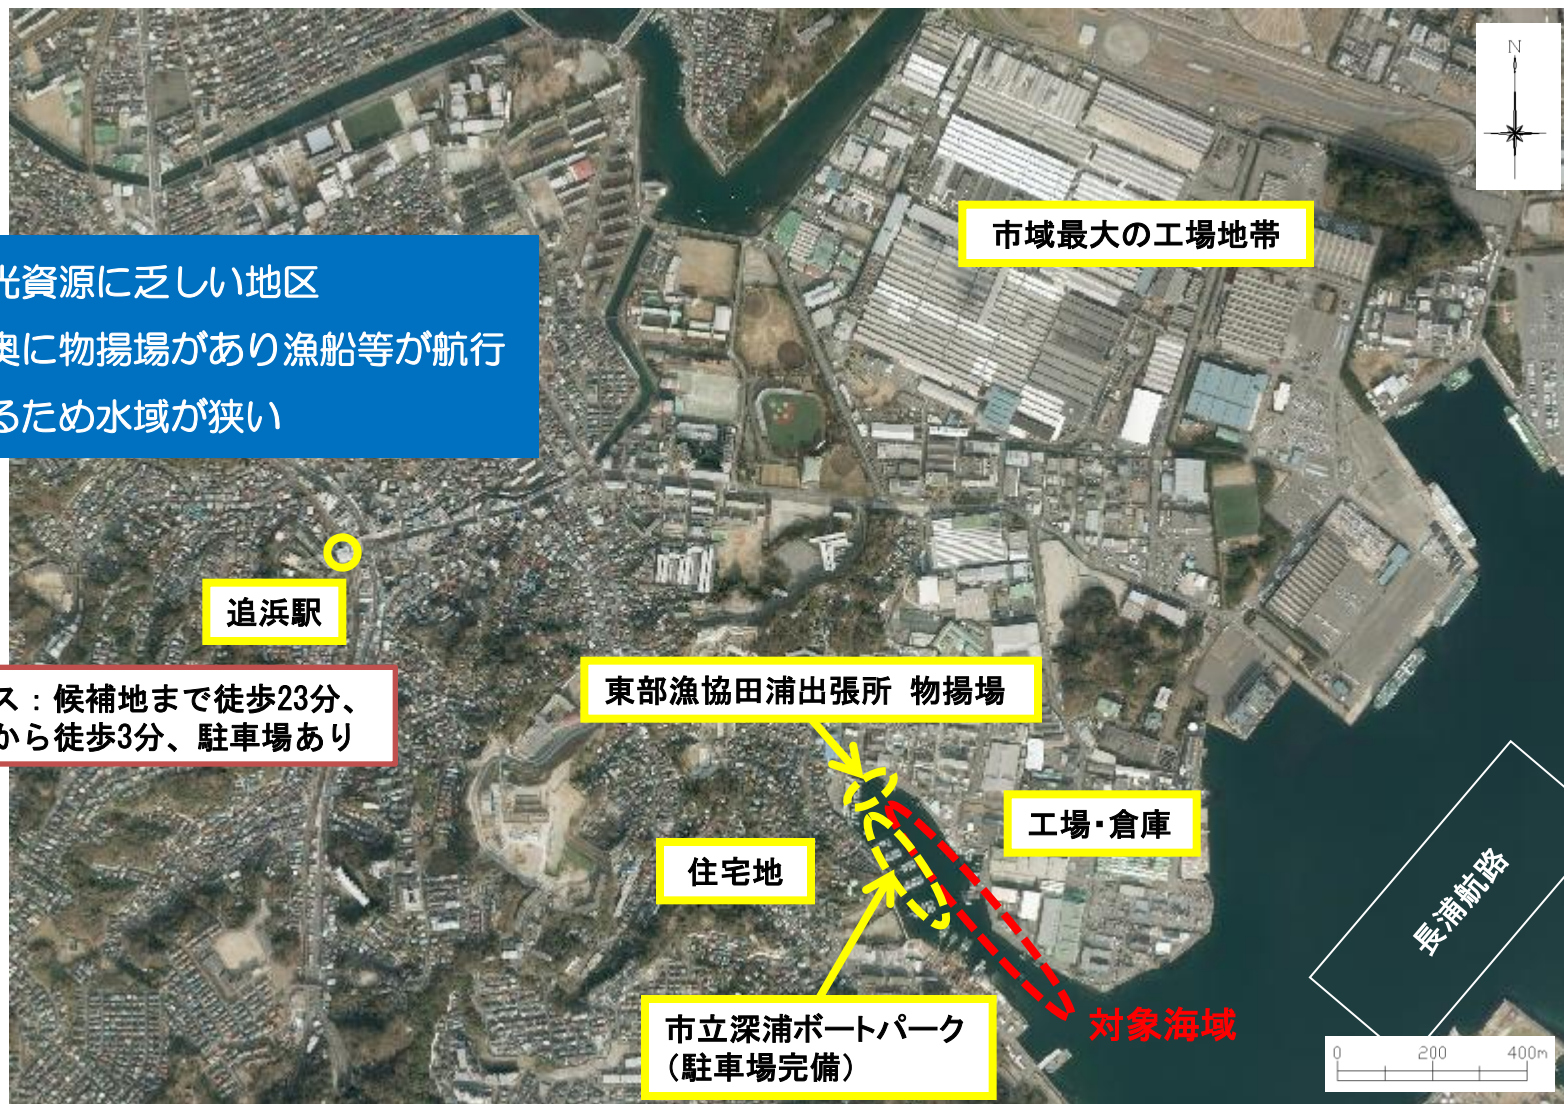 N
市域最大の工場地帯
光資源に乏しい地区
奥に物揚場があり漁船等が航行
るため水域が狭い
追浜駅
ス：候補地まで徒歩23分、
から徒歩3分、駐車場あり
東部漁協田浦出張所 物揚場
工場・倉庫
住宅地
長浦航路
市立深浦ボートパーク
（駐車場完備）
対象海域
0 200 400m